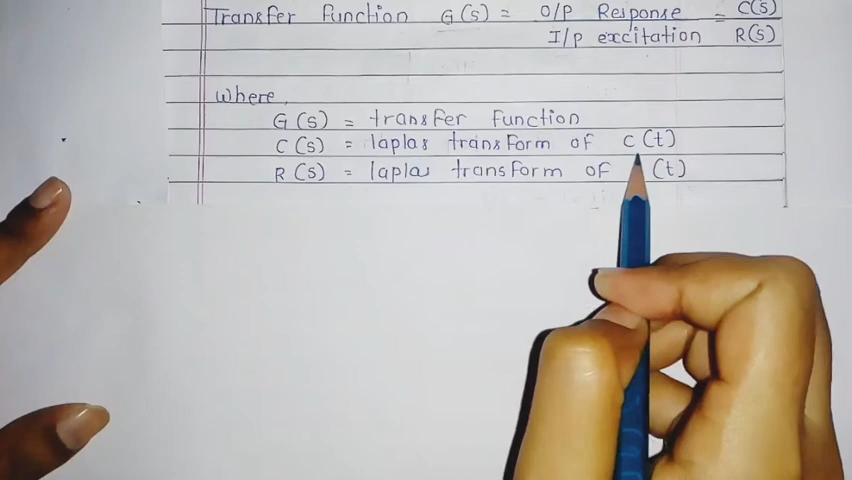 Transfer Function G(s) = O/P Response = C(s)
I/P excitation R(s)
where,
G(s) = transfer function
C(s) = laplas transform of c(t)
R(s) = laplas transform of (t)